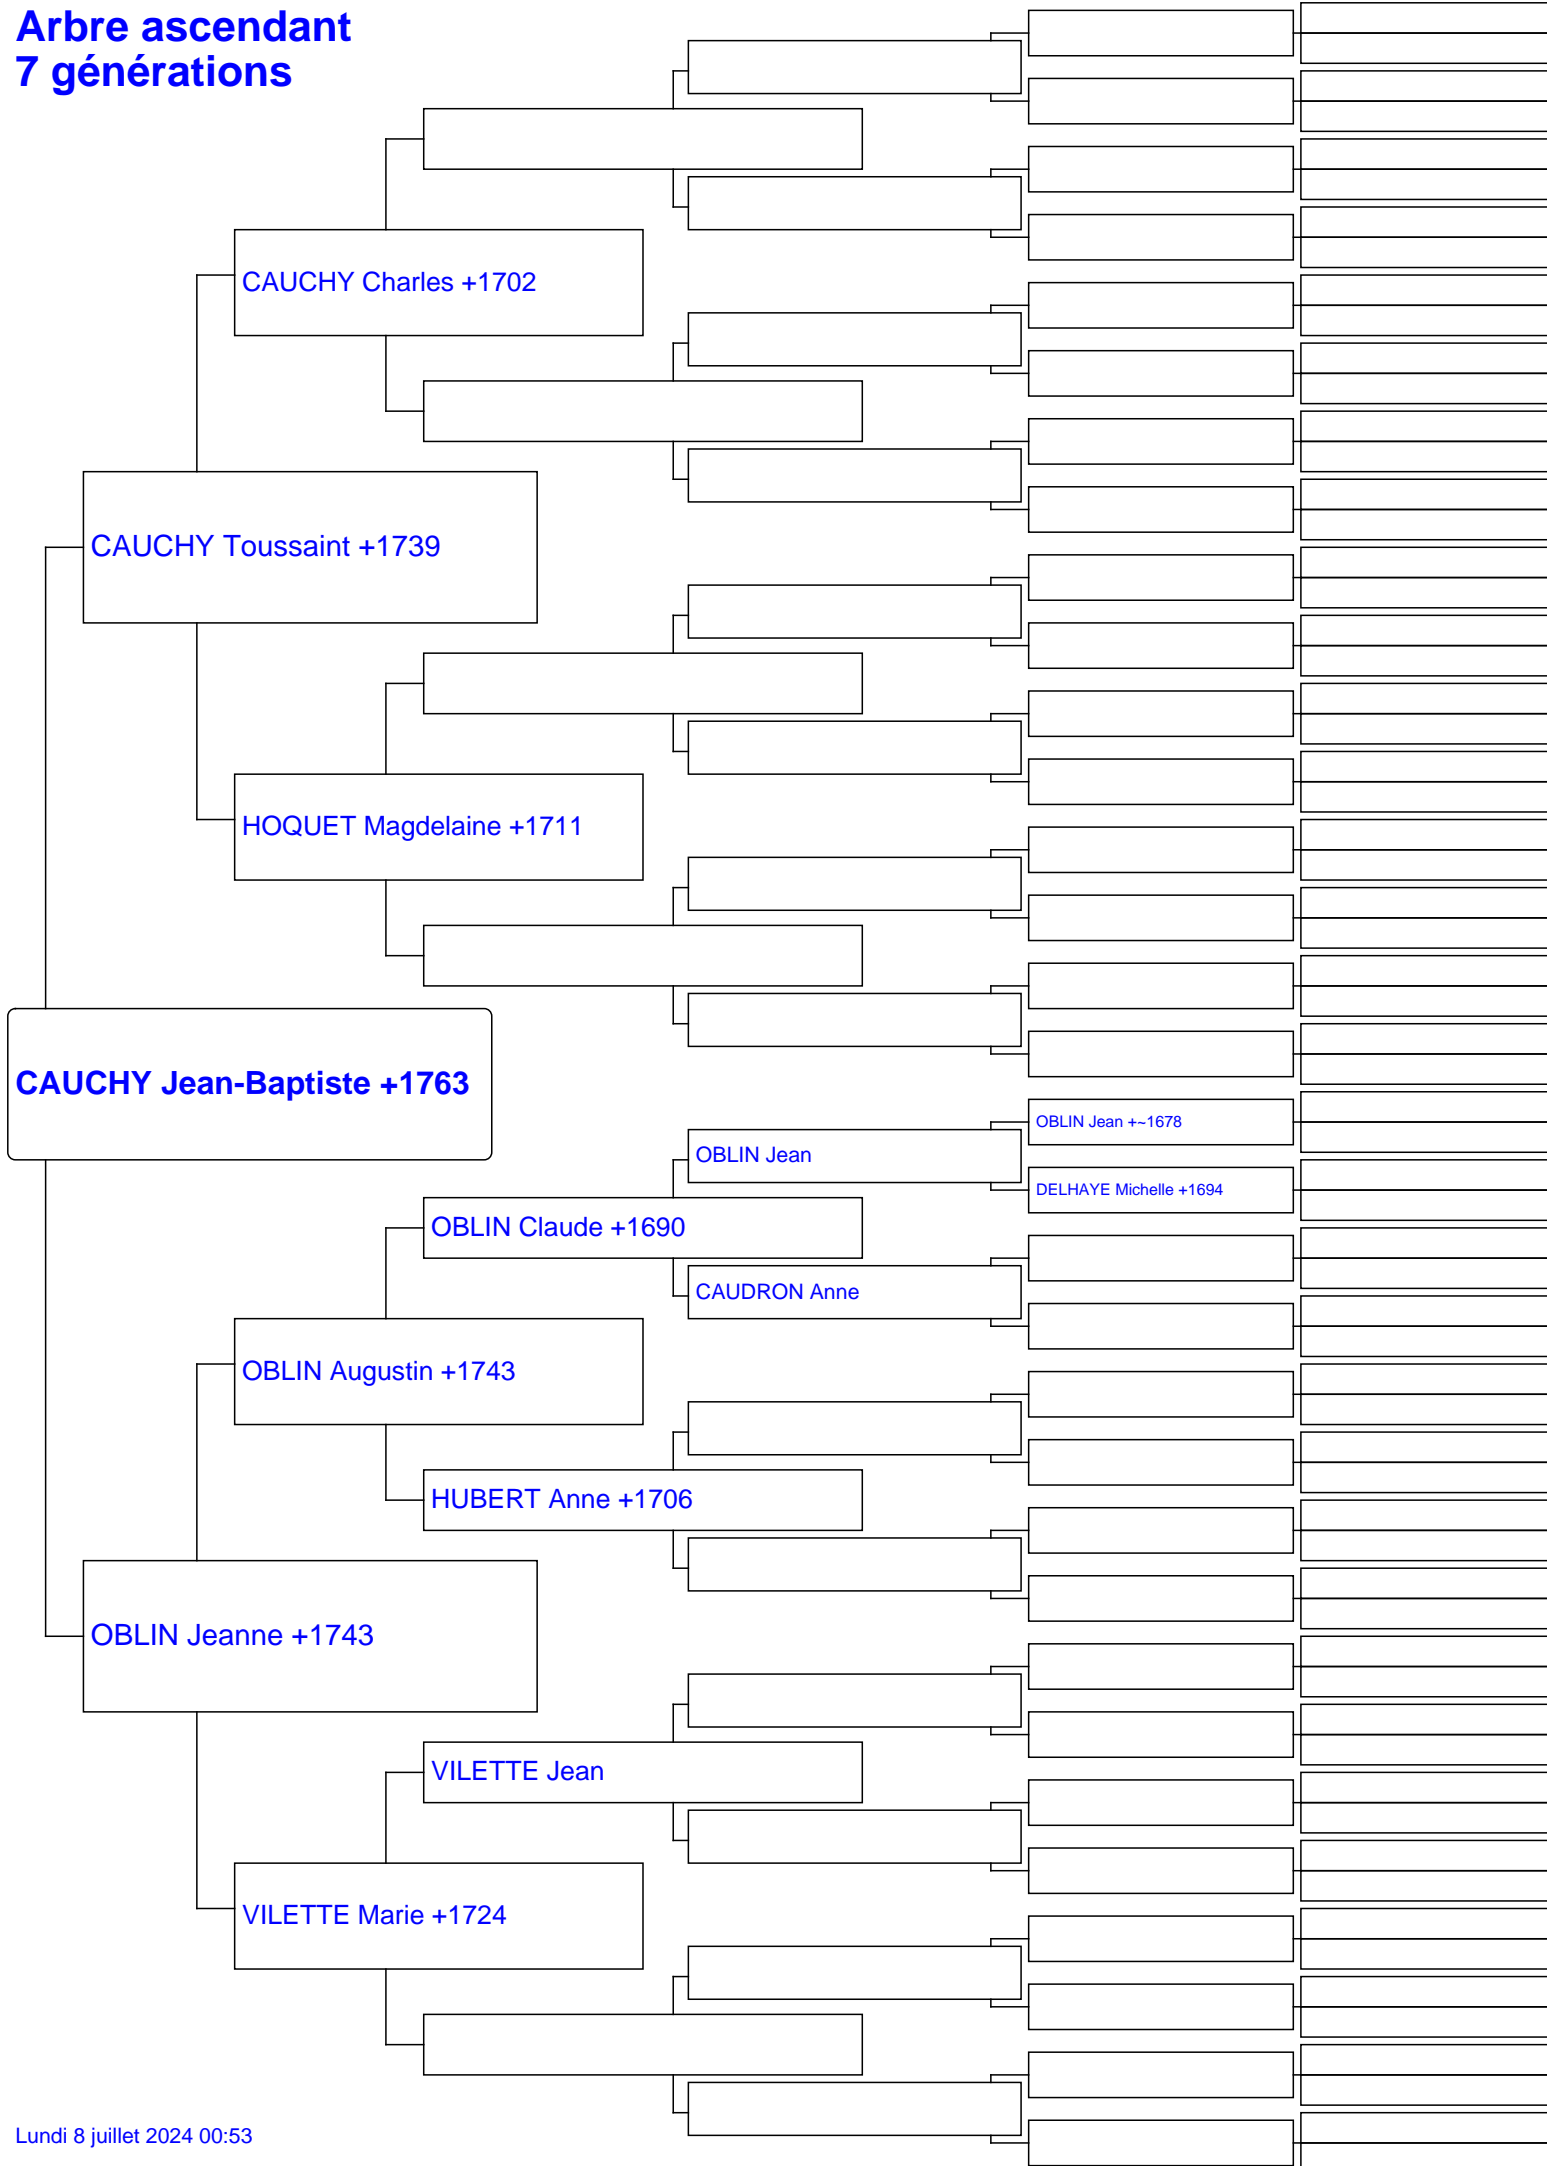 Arbre ascendant
7 générations
CAUCHY Charles +1702
CAUCHY Toussaint +1739
HOQUET Magdelaine +1711
CAUCHY Jean-Baptiste +1763
OBLIN Jean +~1678
OBLIN Jean
DELHAYE Michelle +1694
OBLIN Claude +1690
CAUDRON Anne
OBLIN Augustin +1743
HUBERT Anne +1706
OBLIN Jeanne +1743
VILETTE Jean
VILETTE Marie +1724
Lundi 8 juillet 2024 00:53